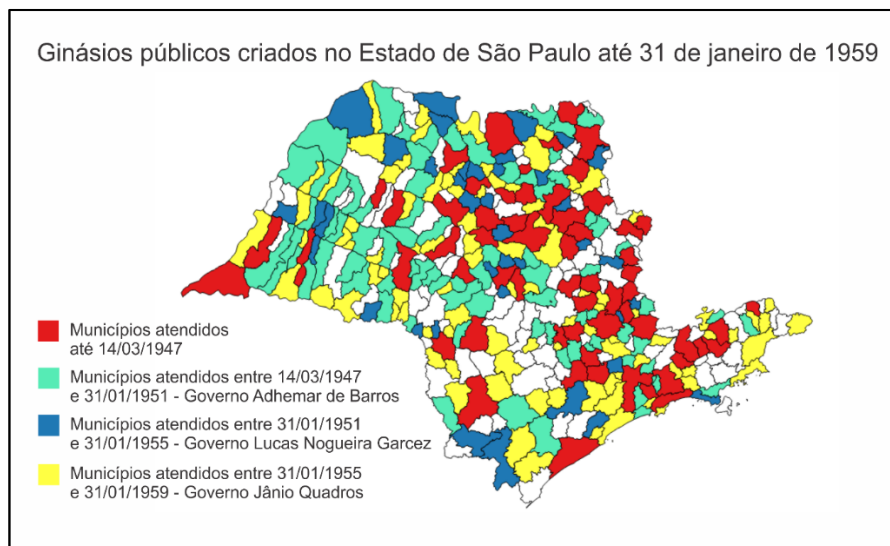 Ginásios públicos criados no Estado de São Paulo até 31 de janeiro de 1959
Municípios atendidos
até 14/03/1947
Municípios atendidos entre 14/03/1947
e 31/01/1951 - Governo Adhemar de Barros
Municípios atendidos entre 31/01/1951
e 31/01/1955 - Governo Lucas Nogueira Garcez
Municípios atendidos entre 31/01/1955
e 31/01/1959 - Governo Jânio Quadros